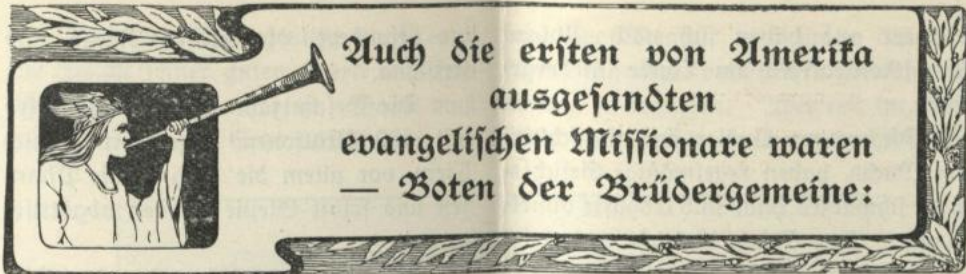 Auch die ersten von Amerika
ausgesandten
evangelischen Missionare waren
— Boten der Brüdergemeine: